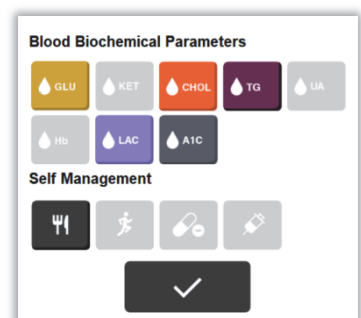 Blood Biochemical Parameters
GLU KET CHOL TG UA
Hb LAC A1C
Self Management